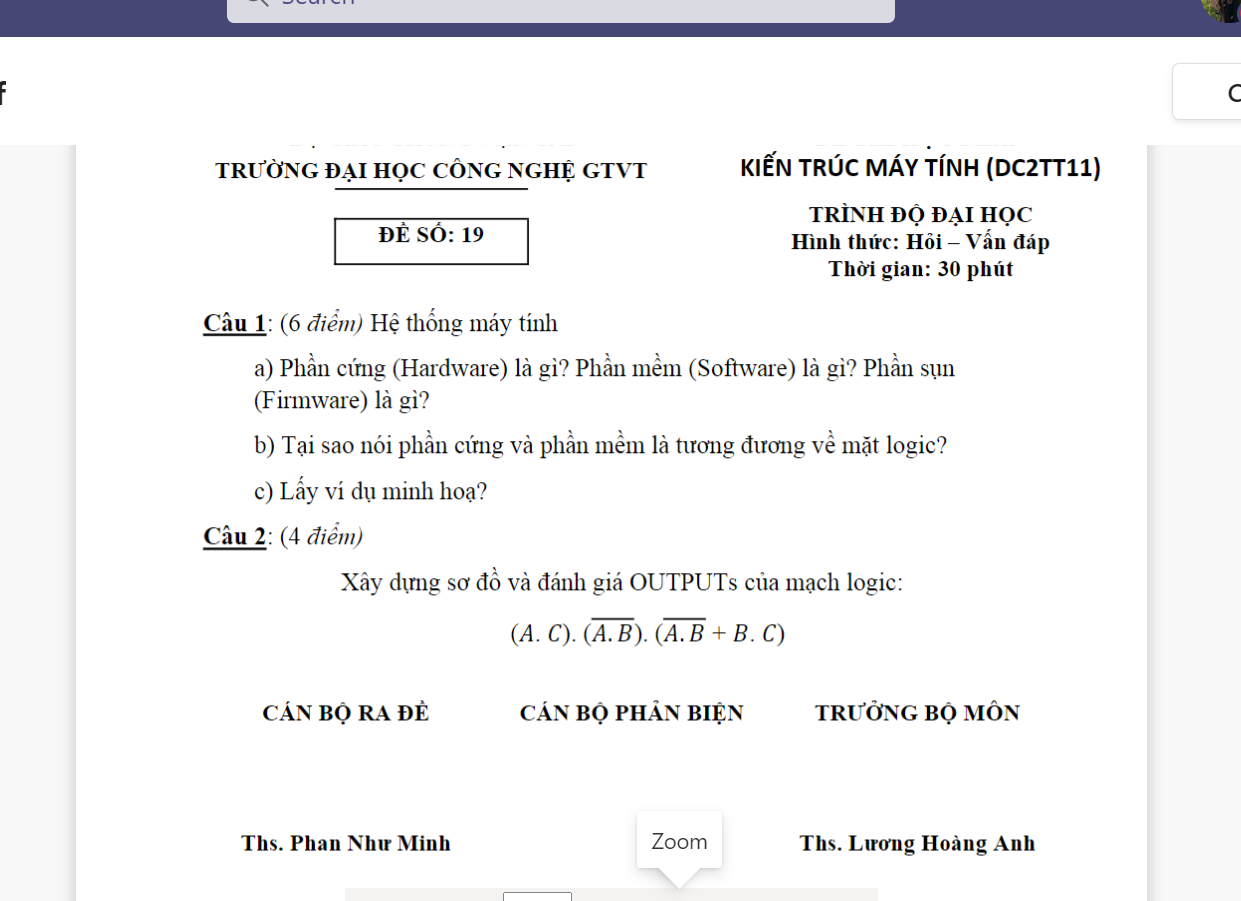 Search
f
TRƯỜNG ĐẠI HỌC CÔNG NGHỆ GTVT
KIẾN TRÚC MÁY TÍNH (DC2TT11)
ĐỀ SỐ: 19
TRÌNH ĐỘ ĐẠI HỌC
Hình thức: Hỏi – Vấn đáp
Thời gian: 30 phút
Câu 1: (6 điểm) Hệ thống máy tính
a) Phần cứng (Hardware) là gì? Phần mềm (Software) là gì? Phần sụn
(Firmware) là gì?
b) Tại sao nói phần cứng và phần mềm là tương đương về mặt logic?
c) Lấy ví dụ minh hoạ?
Câu 2: (4 điểm)
Xây dựng sơ đồ và đánh giá OUTPUTs của mạch logic:
(A. C). (A̅.̅B̅). (A̅.̅B̅ + B. C)
CÁN BỘ RA ĐỀ CÁN BỘ PHẢN BIỆN TRƯỞNG BỘ MÔN
Ths. Phan Như Minh Ths. Lương Hoàng Anh
Zoom